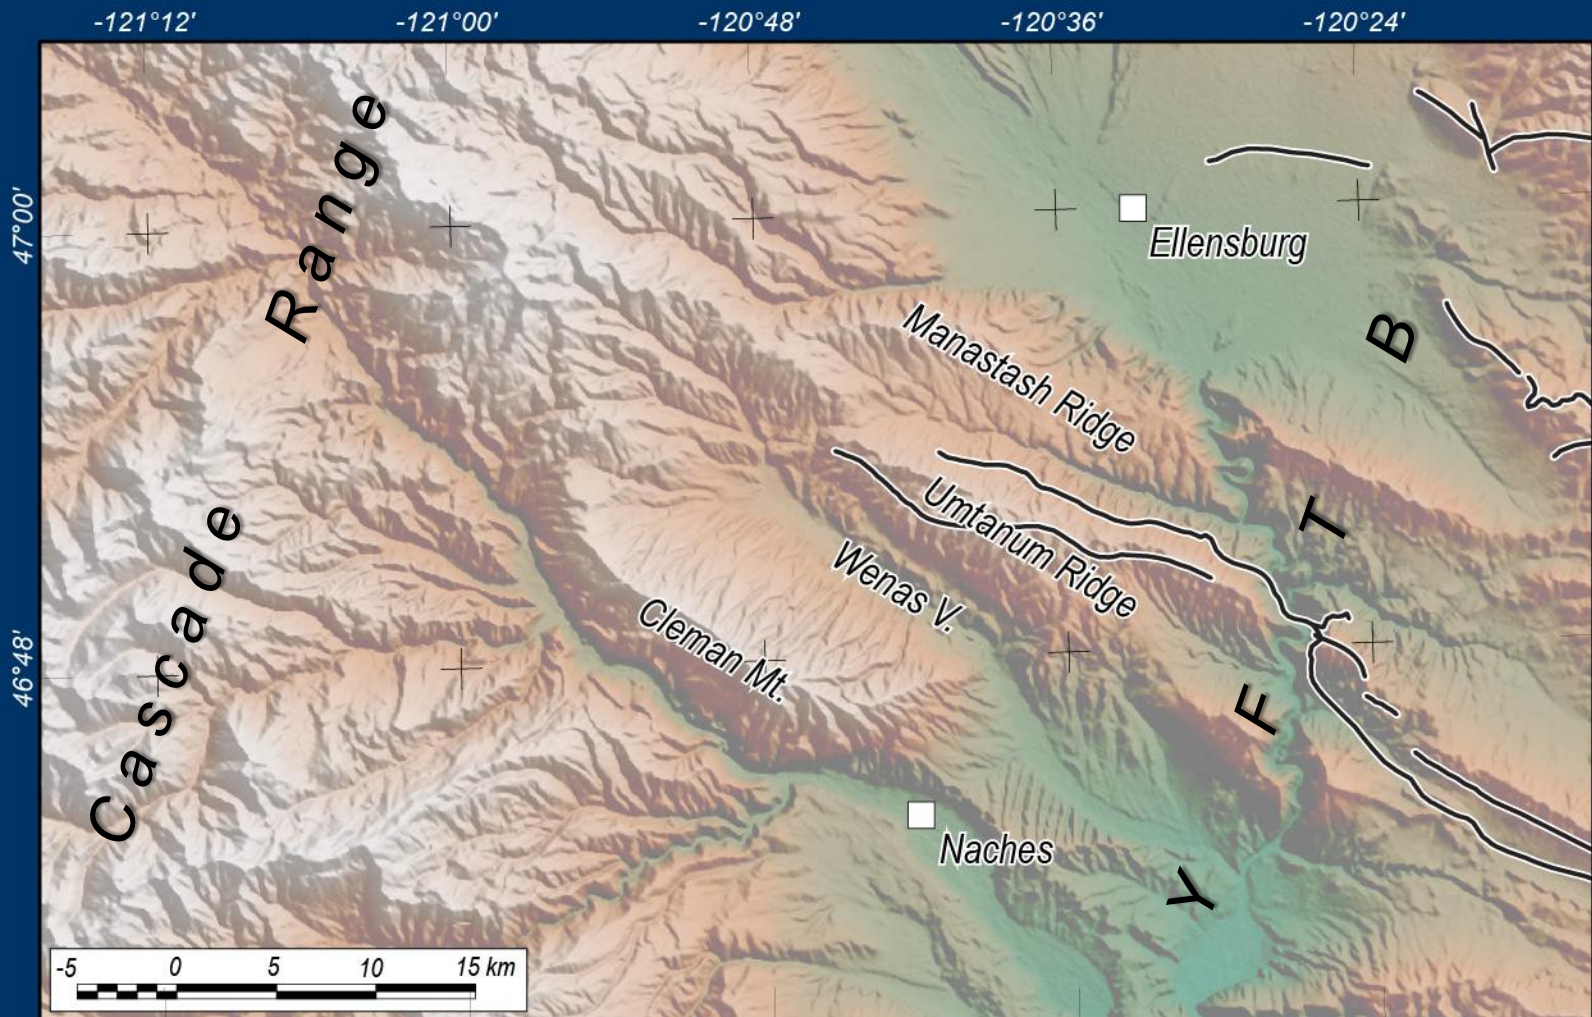 -121°12' -121°00' -120°48' -120°36' -120°24'
47°00'
46°48'
Cascade Range
Ellensburg
B
Manastash Ridge
T
Umtanum Ridge
Wenas V.
Cleman Mt.
F
Naches
Y
-5 0 5 10 15 km